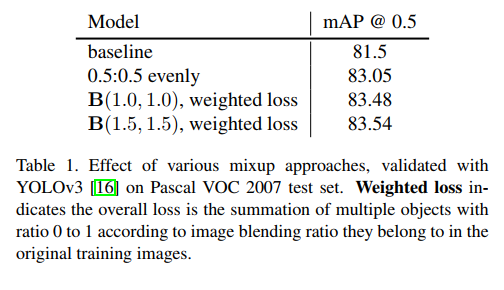 Model mAP @ 0.5
baseline 81.5
0.5:0.5 evenly 83.05
B(1.0, 1.0), weighted loss 83.48
B(1.5, 1.5), weighted loss 83.54
Table 1. Effect of various mixup approaches, validated with
YOLOv3 [16] on Pascal VOC 2007 test set. Weighted loss in-
dicates the overall loss is the summation of multiple objects with
ratio 0 to 1 according to image blending ratio they belong to in the
original training images.